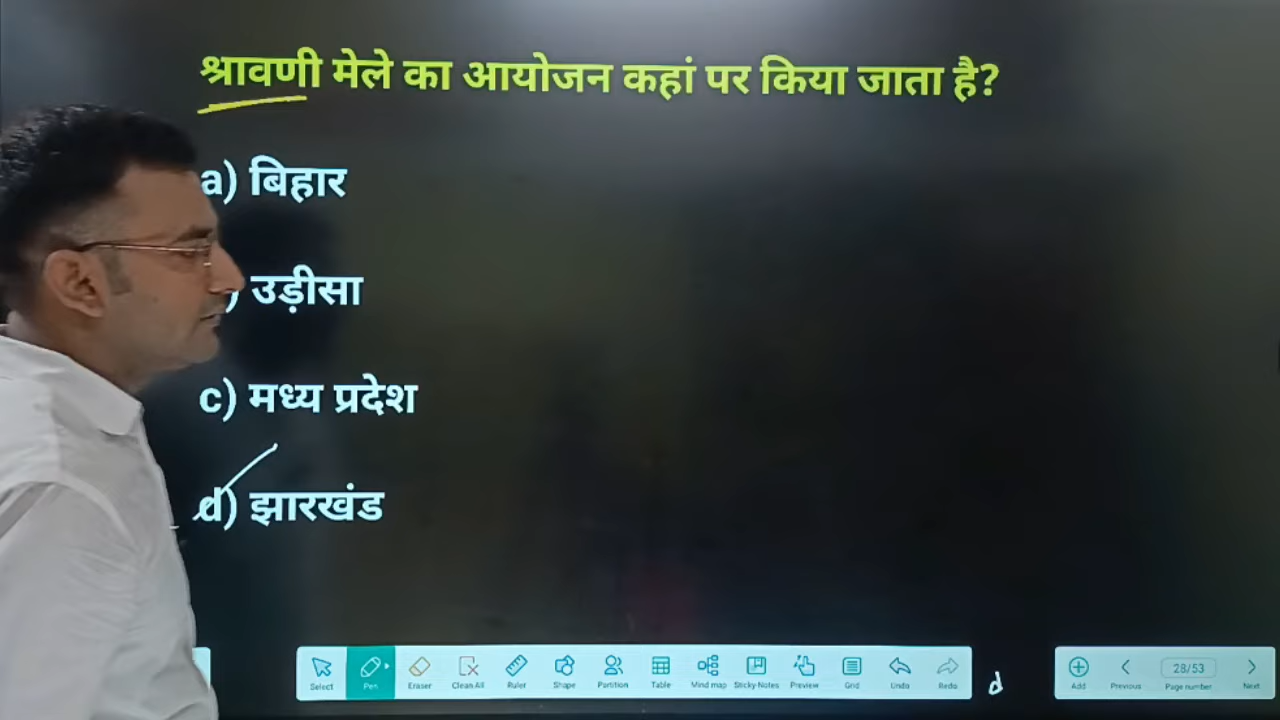 श्रावणी मेले का आयोजन कहां पर किया जाता है?
a) बिहार
) उड़ीसा
c) मध्य प्रदेश
d) झारखंड
Select Pen Eraser Clean All Ruler Shape Partition Table Mind map Sticky Notes Preview Grid Undo Redo
d
Add Previous 28/53 Page number Next